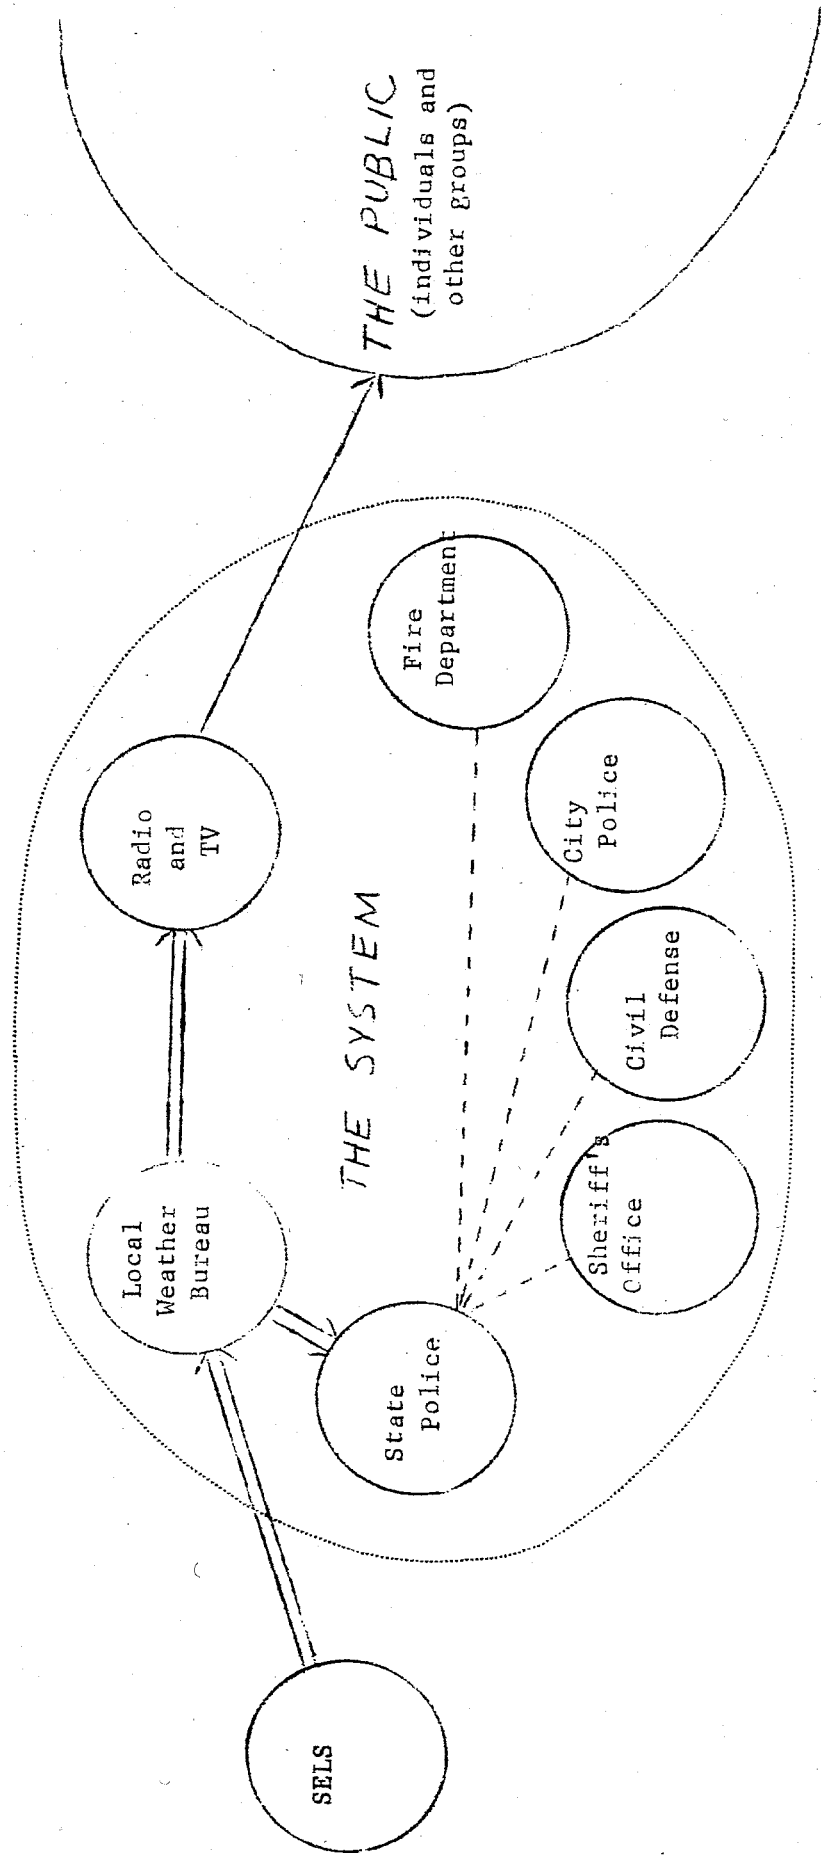 SELS
Local
Weather
Bureau
State
Police
THE SYSTEM
Radio
and
TV
Sheriff's
Office
Civil
Defense
City
Police
Fire
Department
THE PUBLIC
(individuals and
other groups)